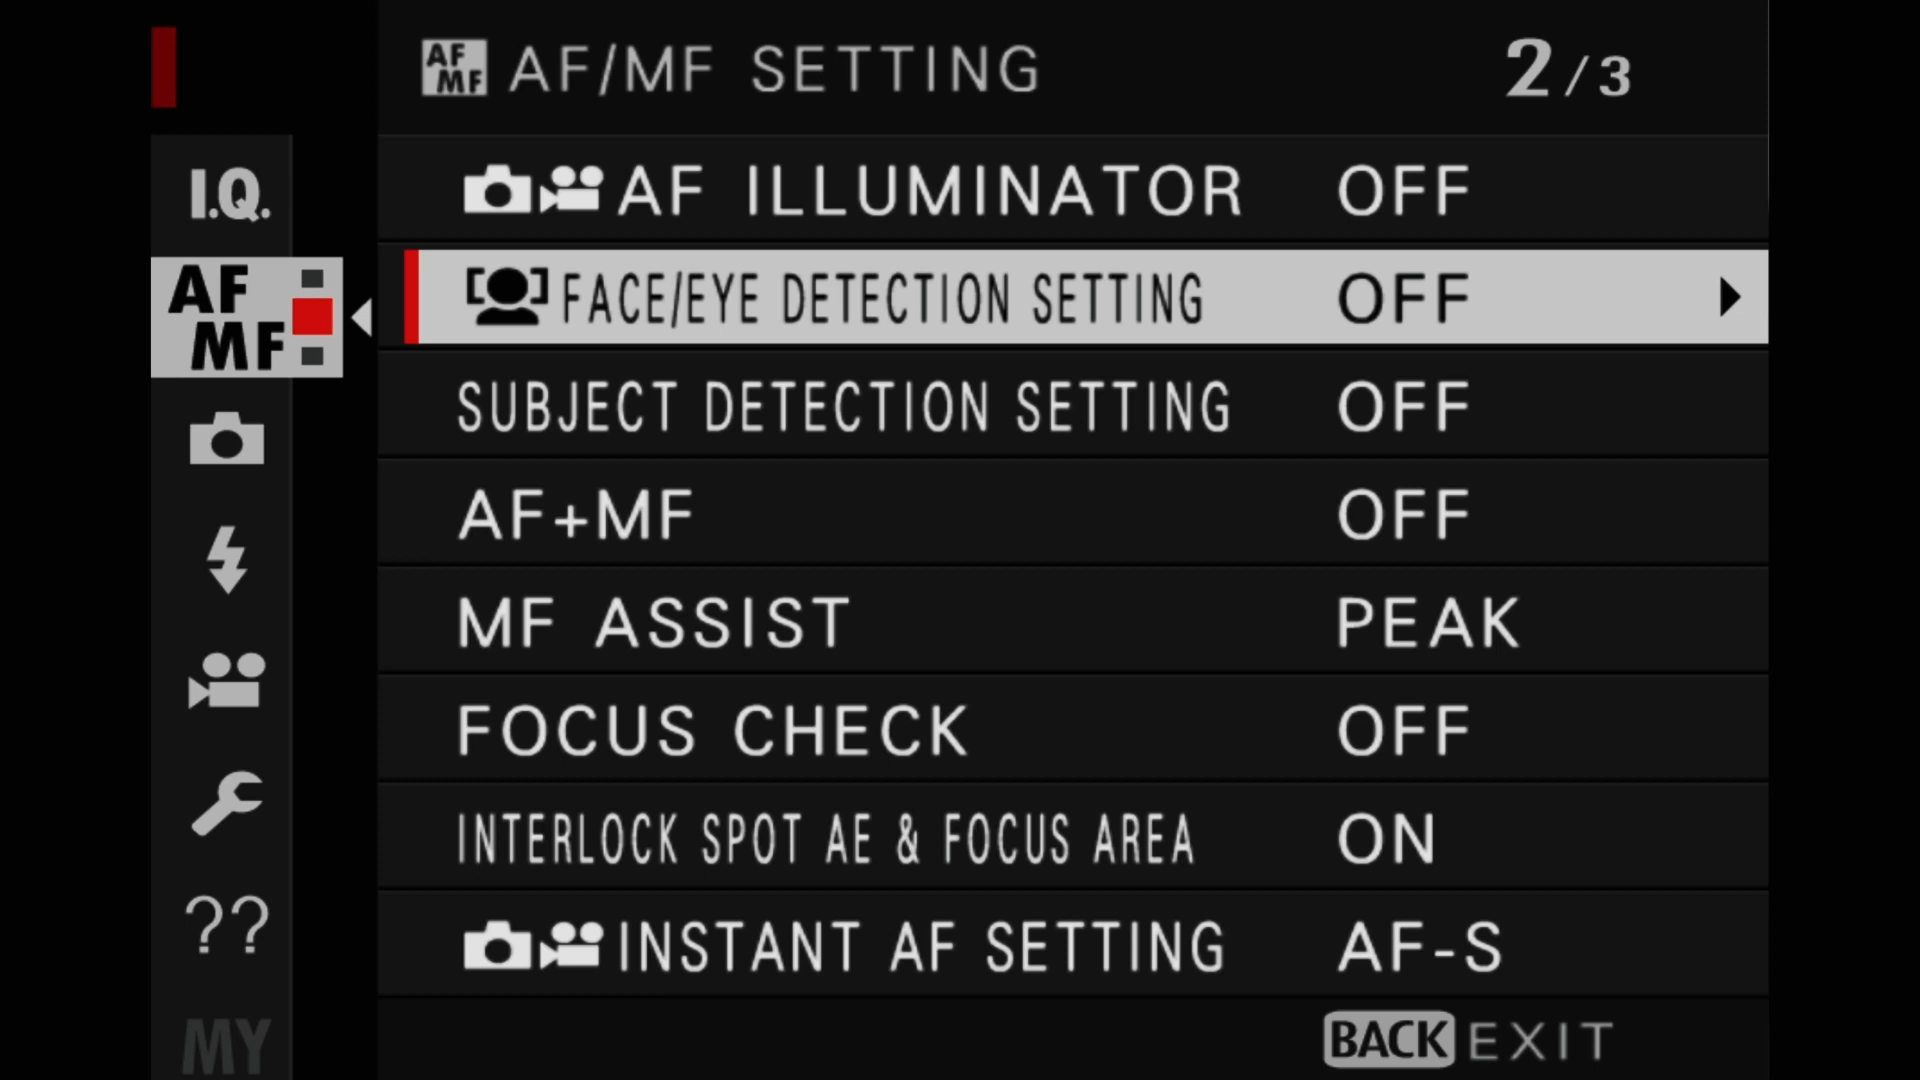 AF MF AF/MF SETTING 2/3
I.Q.
AF
MF
??
MY
AF ILLUMINATOR OFF
FACE/EYE DETECTION SETTING OFF
SUBJECT DETECTION SETTING OFF
AF+MF OFF
MF ASSIST PEAK
FOCUS CHECK OFF
INTERLOCK SPOT AE & FOCUS AREA ON
INSTANT AF SETTING AF-S
BACK EXIT